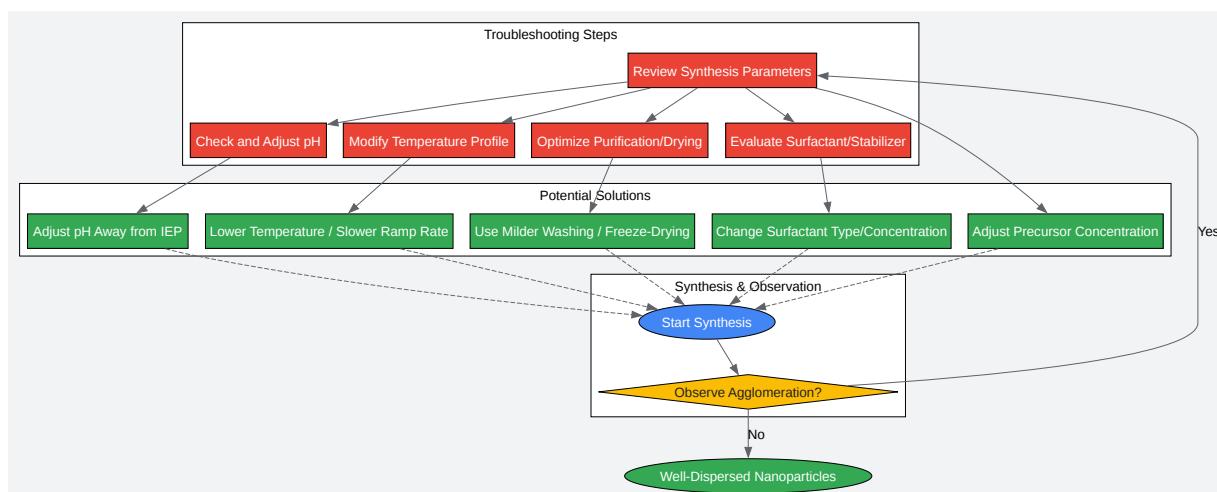 Troubleshooting Steps
Review Synthesis Parameters
Check and Adjust pH
Modify Temperature Profile
Optimize Purification/Drying
Evaluate Surfactant/Stabilizer
Potential Solutions
Adjust pH Away from IEP
Lower Temperature / Slower Ramp Rate
Use Milder Washing / Freeze-Drying
Change Surfactant Type/Concentration
Adjust Precursor Concentration
Yes
Synthesis & Observation
Start Synthesis
Observe Agglomeration?
No
Well-Dispersed Nanoparticles